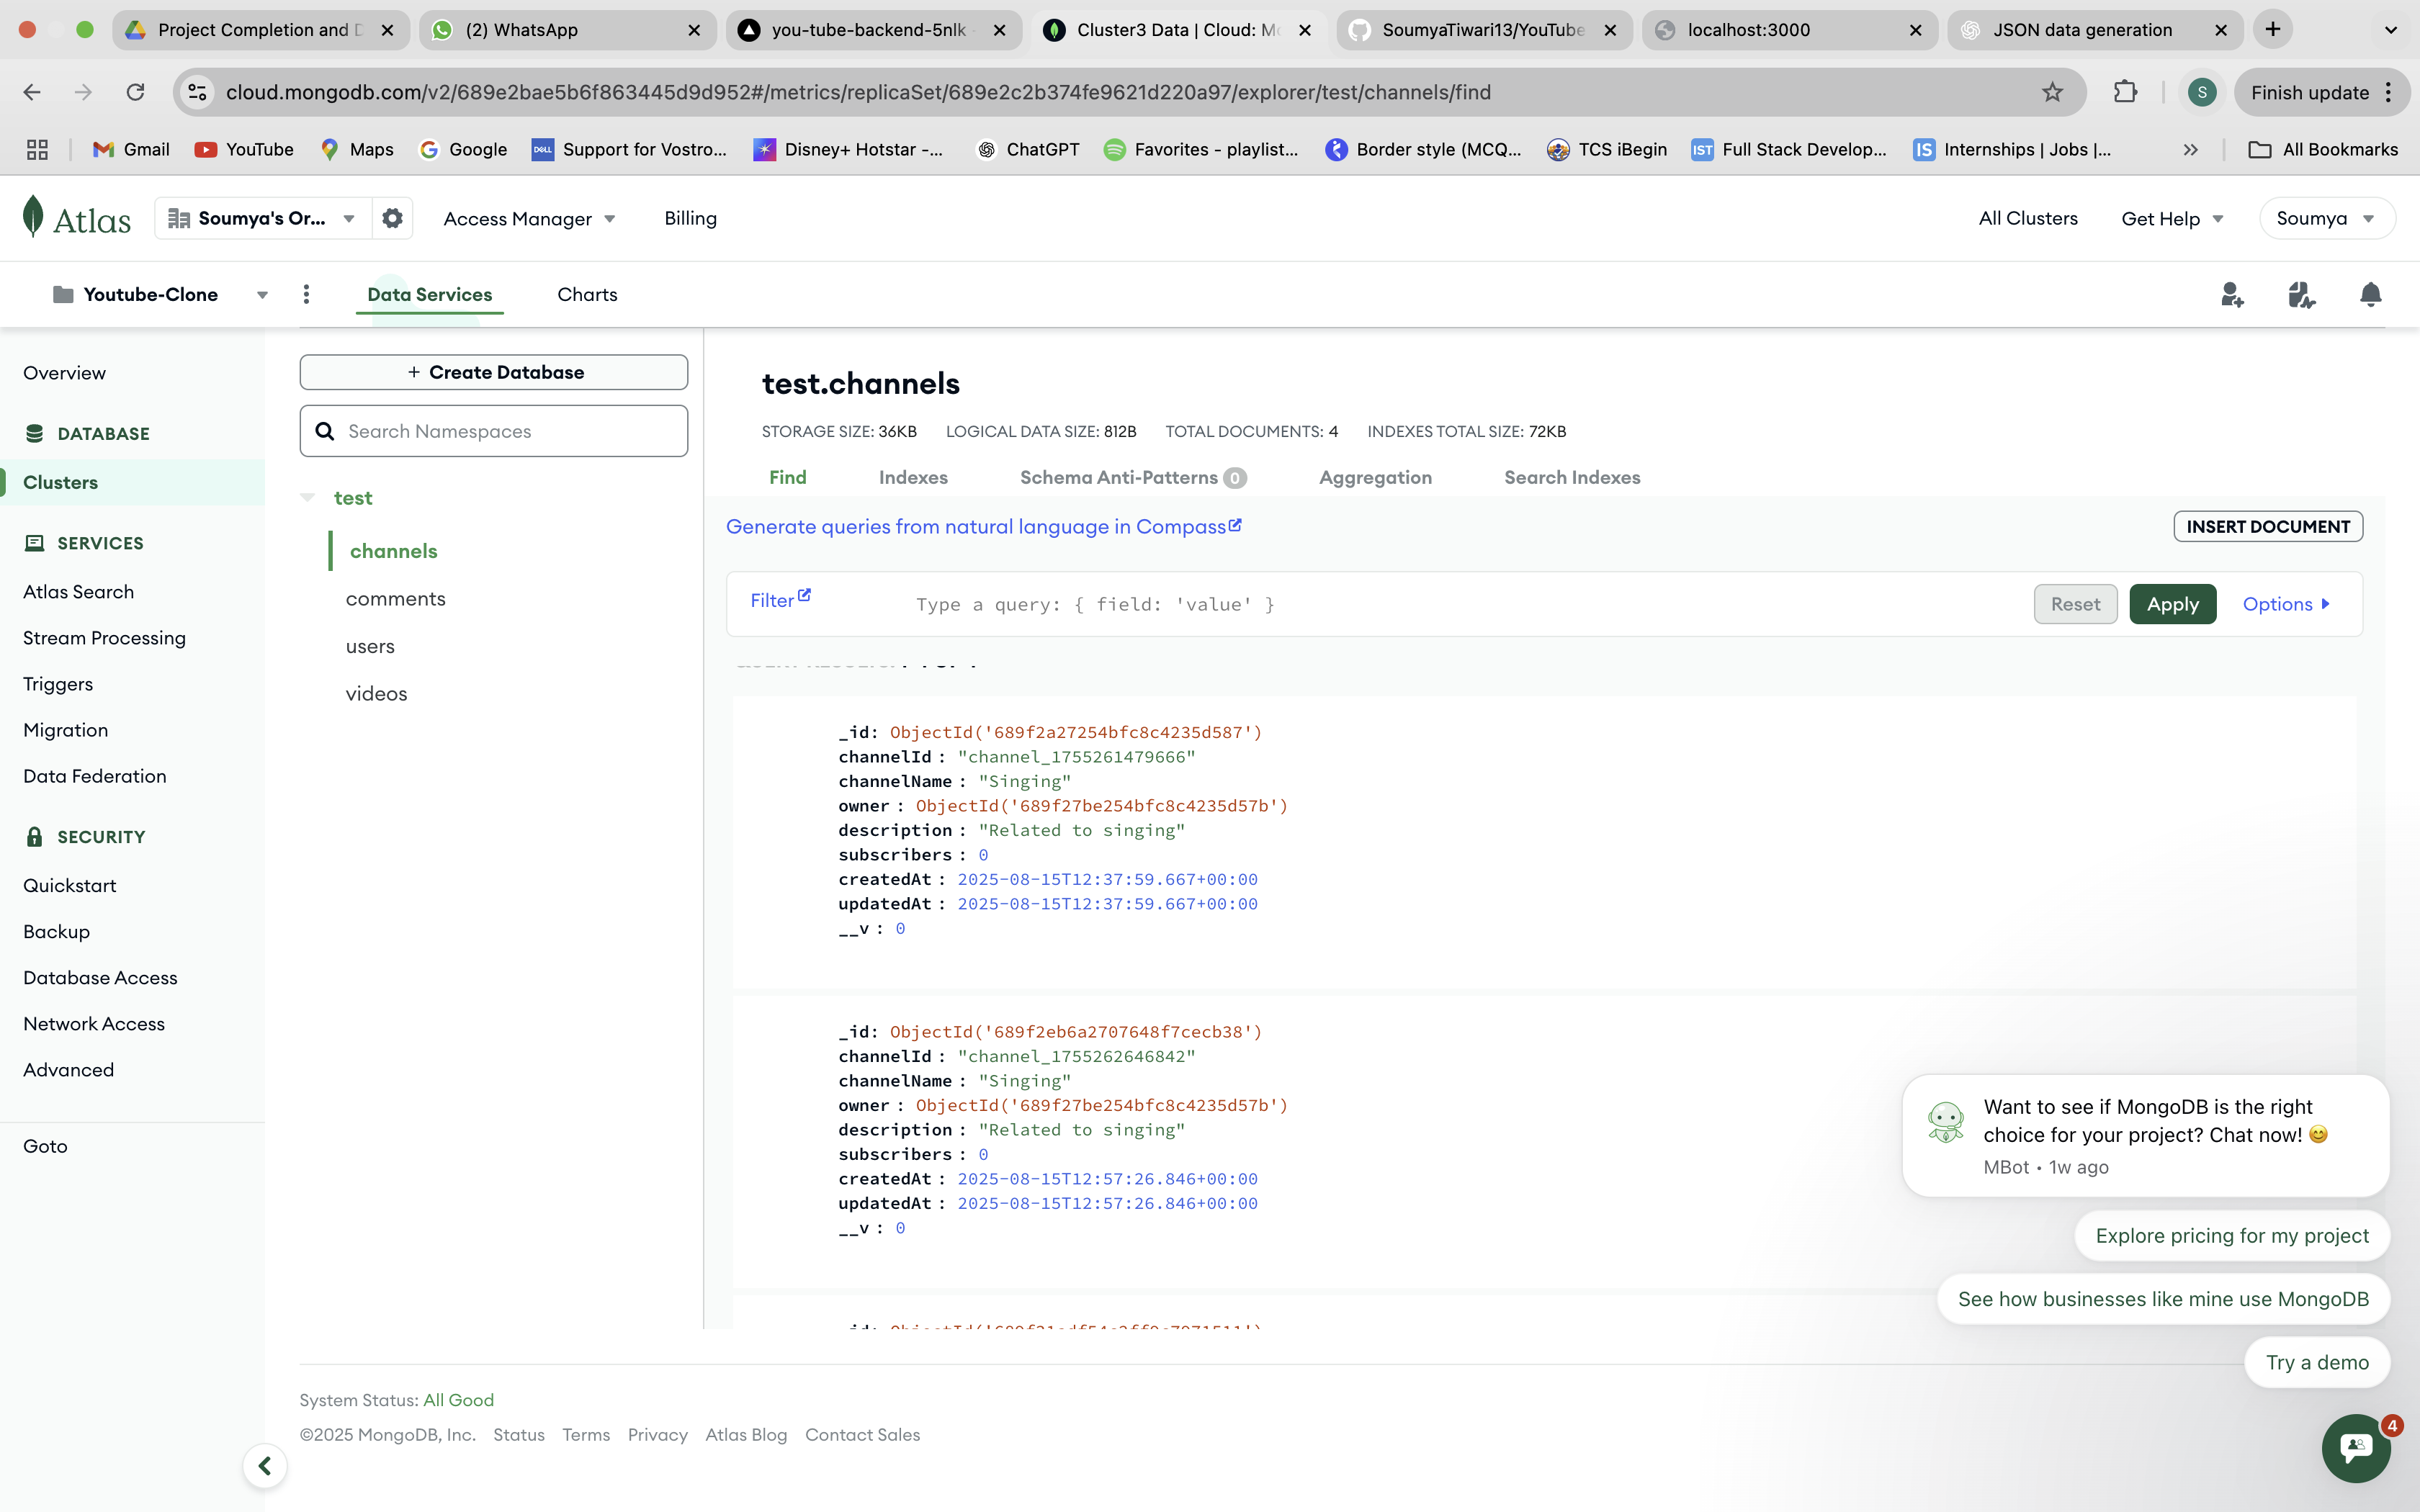 Project Completion and D
(2) WhatsApp
you-tube-backend-5nlk
Cluster3 Data | Cloud: Mo
SoumyaTiwari13/YouTube
localhost:3000
JSON data generation
cloud.mongodb.com/v2/689e2bae5b6f863445d9d952#/metrics/replicaSet/689e2c2b374fe9621d220a97/explorer/test/channels/find
S
Finish update
Gmail
YouTube
Maps
Google
DELL
Support for Vostro...
Disney+ Hotstar -...
ChatGPT
Favorites - playlist...
Border style (MCQ...
TCS iBegin
IST
Full Stack Develop...
IS
Internships | Jobs |...
All Bookmarks
Atlas
Soumya's Or...
Access Manager
Billing
All Clusters
Get Help
Soumya
Youtube-Clone
Data Services
Charts
Overview
DATABASE
Clusters
SERVICES
Atlas Search
Stream Processing
Triggers
Migration
Data Federation
SECURITY
Quickstart
Backup
Database Access
Network Access
Advanced
Goto
+ Create Database
Search Namespaces
test
channels
comments
users
videos
test.channels
STORAGE SIZE: 36KB LOGICAL DATA SIZE: 812B TOTAL DOCUMENTS: 4 INDEXES TOTAL SIZE: 72KB
Find Indexes Schema Anti-Patterns 0 Aggregation Search Indexes
Generate queries from natural language in Compass
INSERT DOCUMENT
Filter
Type a query: { field: 'value' }
Reset
Apply
Options
_id: ObjectId('689f2a27254bfc8c4235d587')
channelId : "channel_1755261479666"
channelName : "Singing"
owner : ObjectId('689f27be254bfc8c4235d57b')
description : "Related to singing"
subscribers : 0
createdAt : 2025-08-15T12:37:59.667+00:00
updatedAt : 2025-08-15T12:37:59.667+00:00
__v : 0
_id: ObjectId('689f2eb6a2707648f7cecb38')
channelId : "channel_1755262646842"
channelName : "Singing"
owner : ObjectId('689f27be254bfc8c4235d57b')
description : "Related to singing"
subscribers : 0
createdAt : 2025-08-15T12:57:26.846+00:00
updatedAt : 2025-08-15T12:57:26.846+00:00
__v : 0
Want to see if MongoDB is the right
choice for your project? Chat now! 😊
MBot • 1w ago
Explore pricing for my project
See how businesses like mine use MongoDB
Try a demo
4
System Status: All Good
©2025 MongoDB, Inc. Status Terms Privacy Atlas Blog Contact Sales